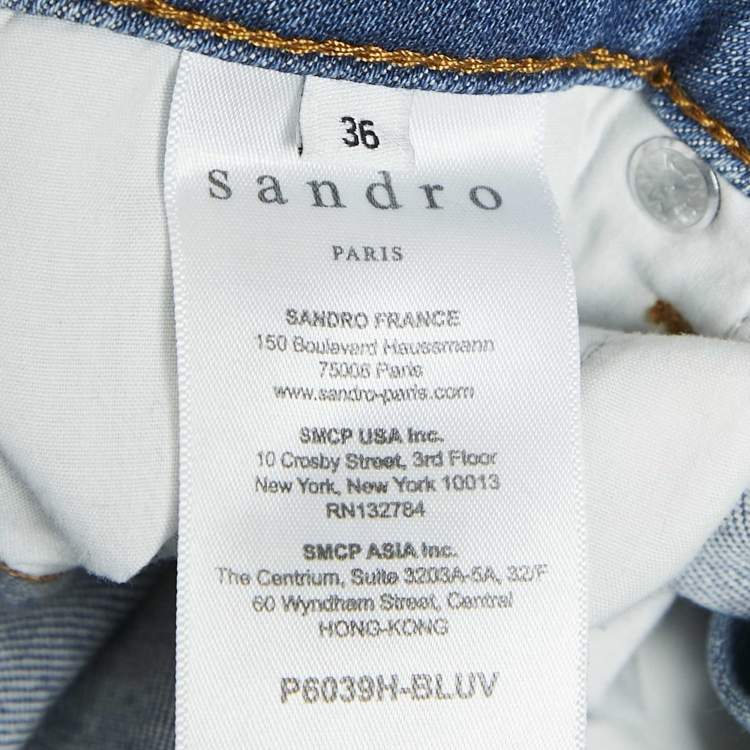 36
sandro
PARIS
SANDRO FRANCE
150 Boulevard Haussmann
75008 Paris
www.sandro-paris.com
SMCP USA Inc.
10 Crosby Street, 3rd Floor
New York, New York 10013
RN132784
SMCP ASIA Inc.
The Centrium, Suite 3203A-5A, 32/F
60 Wyndham Street, Central
HONG-KONG
P6039H-BLUV